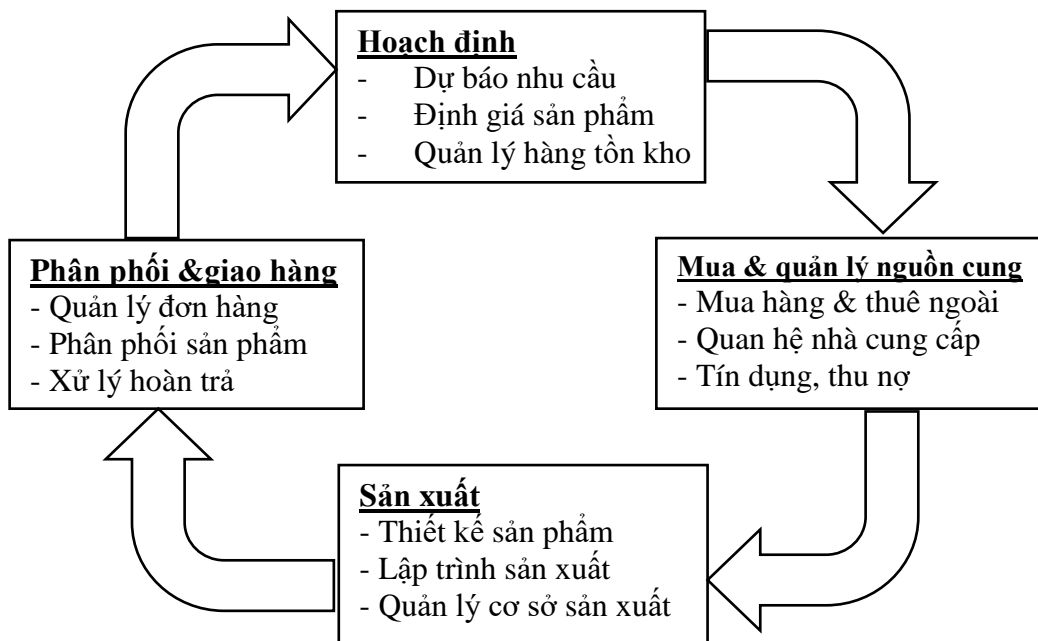 Hoạch định
- Dự báo nhu cầu
- Định giá sản phẩm
- Quản lý hàng tồn kho
Mua & quản lý nguồn cung
- Mua hàng & thuê ngoài
- Quan hệ nhà cung cấp
- Tín dụng, thu nợ
Sản xuất
- Thiết kế sản phẩm
- Lập trình sản xuất
- Quản lý cơ sở sản xuất
Phân phối &giao hàng
- Quản lý đơn hàng
- Phân phối sản phẩm
- Xử lý hoàn trả